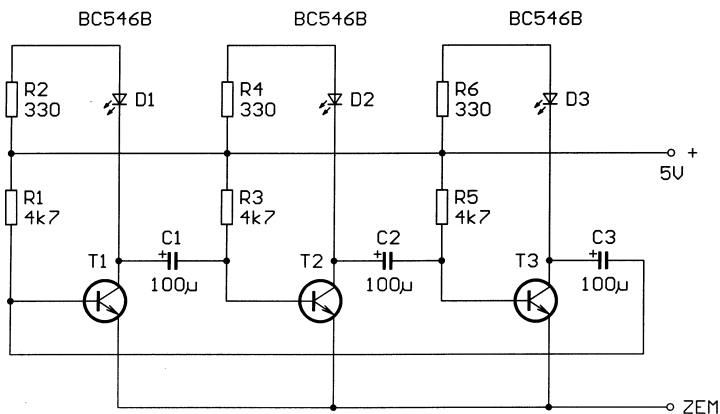 BC546B BC546B BC546B
R2
330
D1
R4
330
D2
R6
330
D3
+
5V
R1
4k7
R3
4k7
R5
4k7
T1
C1
+
100μ
T2
C2
+
100μ
T3
C3
+
100μ
ZEM